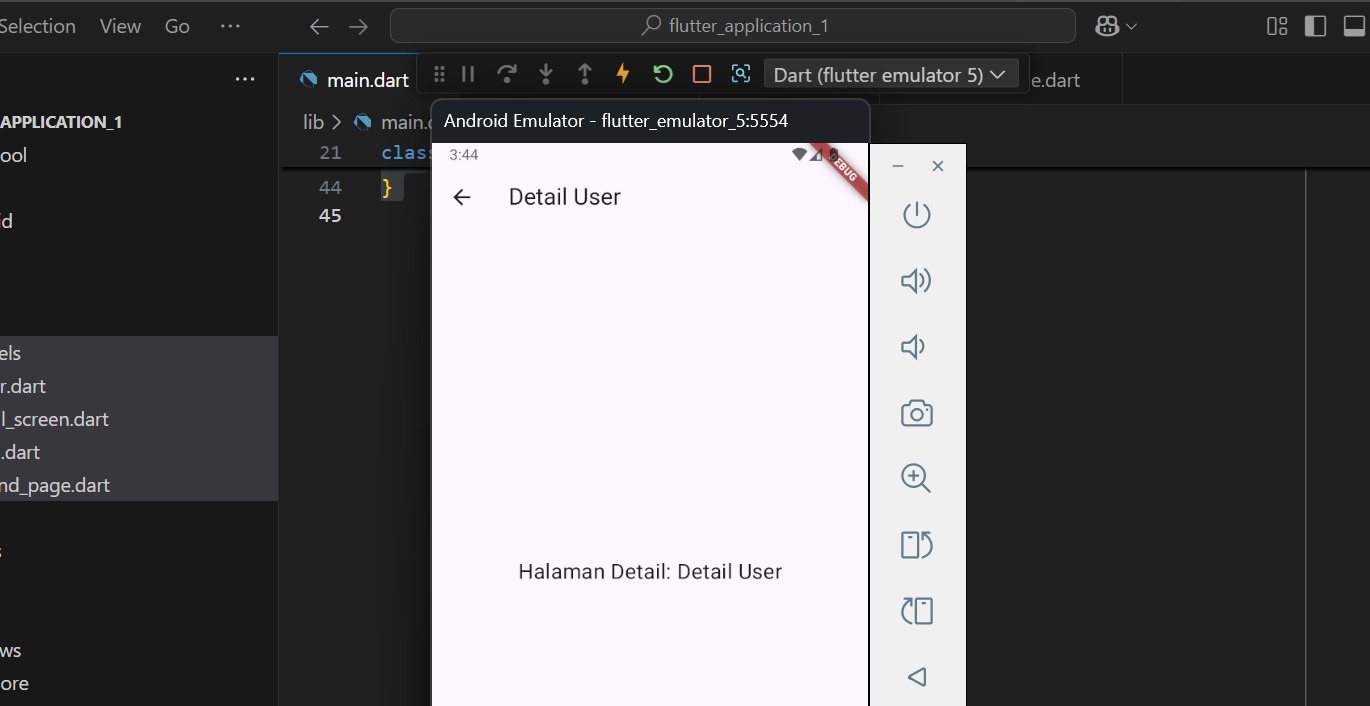 Selection View Go ...
flutter_application_1
main.dart
Dart (flutter emulator 5)
e.dart
APPLICATION_1
lib > main.
Android Emulator - flutter_emulator_5:5554
ool
21 clas
3:44
44 }
Detail User
45
id
els
r.dart
l_screen.dart
.dart
nd_page.dart
Halaman Detail: Detail User
s
ws
ore